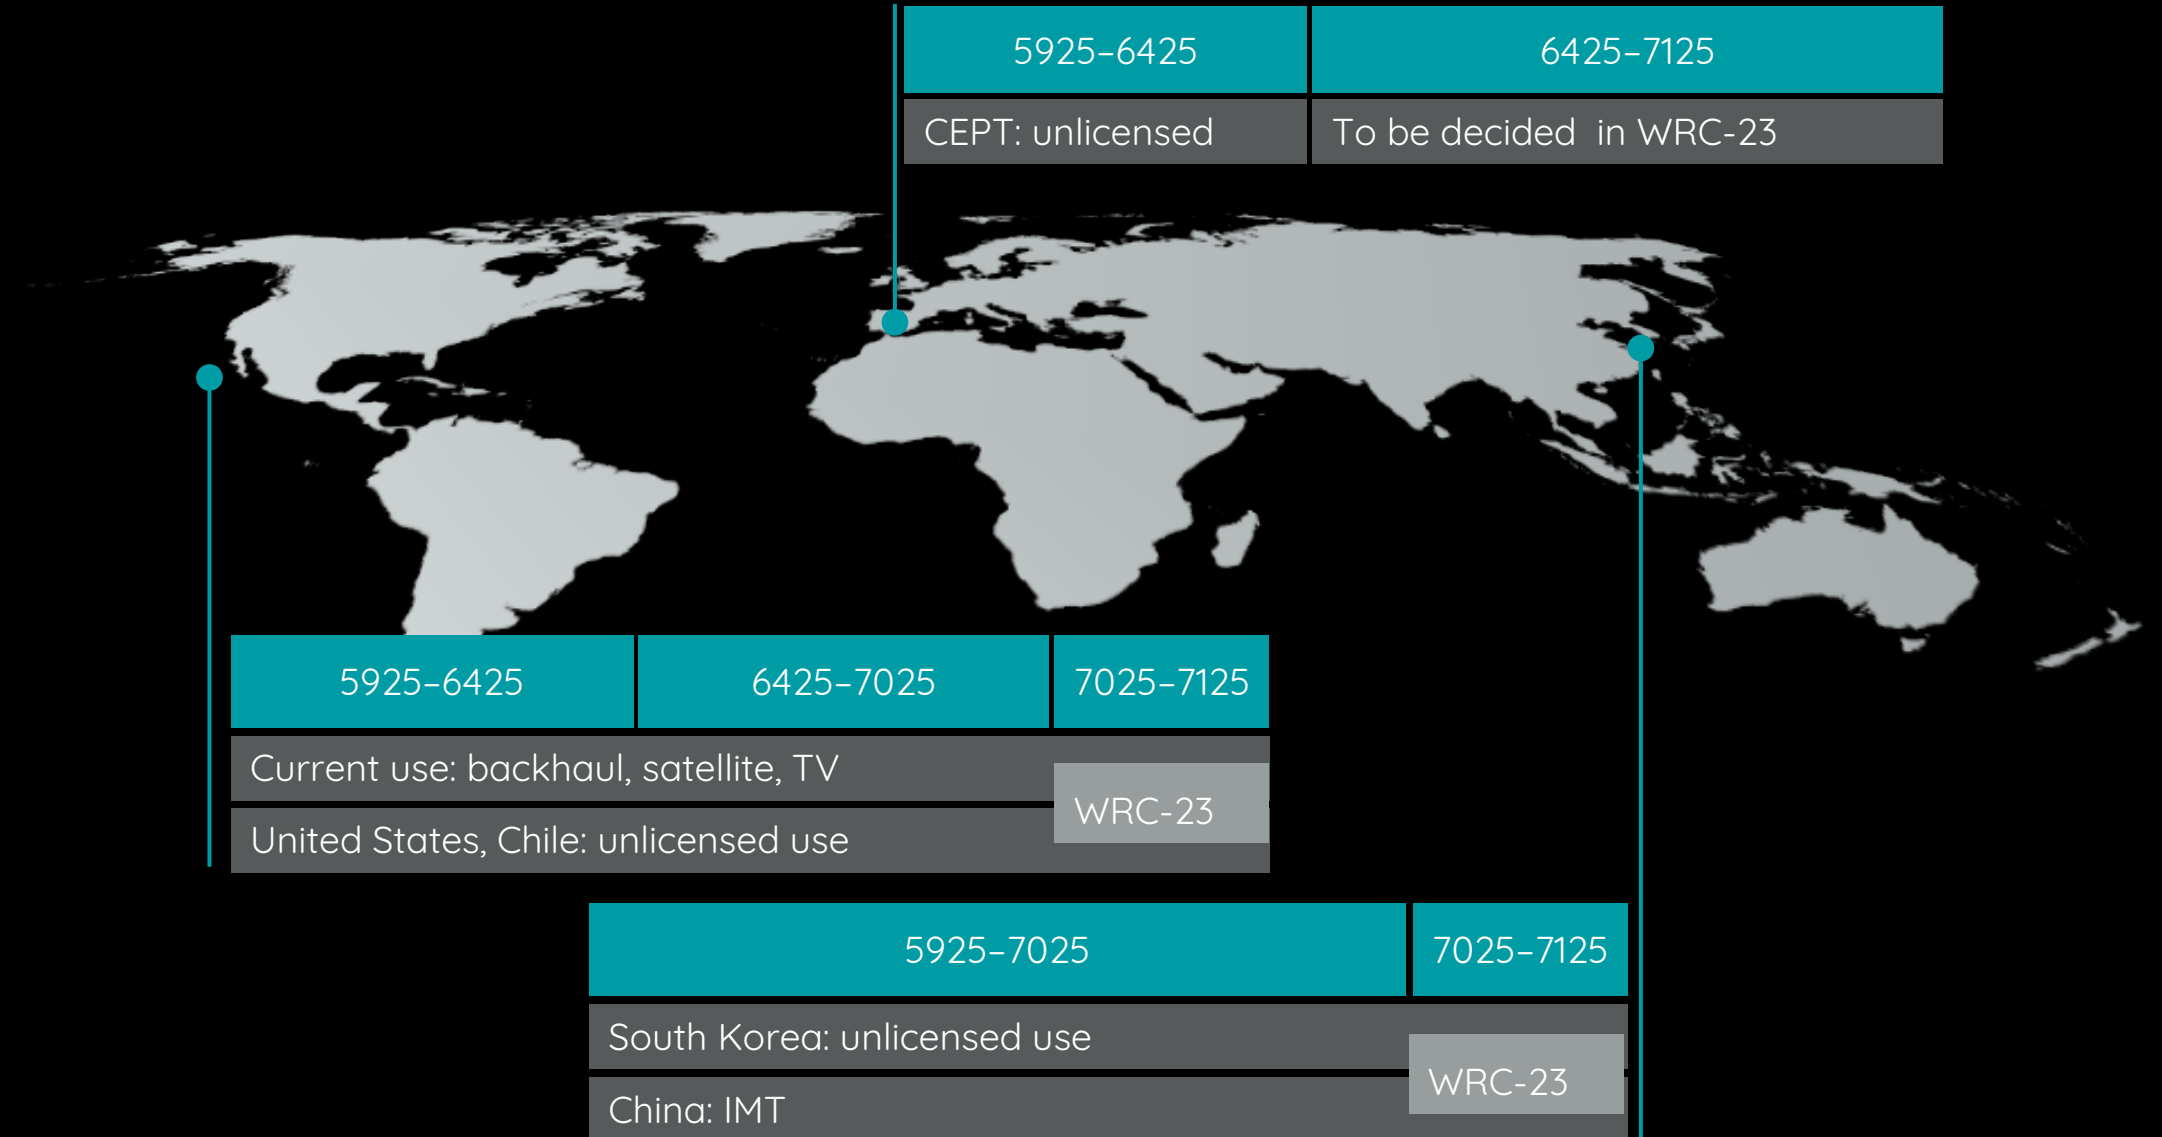 5925–6425 6425–7125
CEPT: unlicensed To be decided in WRC-23
5925–6425 6425–7025 7025–7125
Current use: backhaul, satellite, TV
WRC-23
United States, Chile: unlicensed use
5925–7025 7025–7125
South Korea: unlicensed use
WRC-23
China: IMT